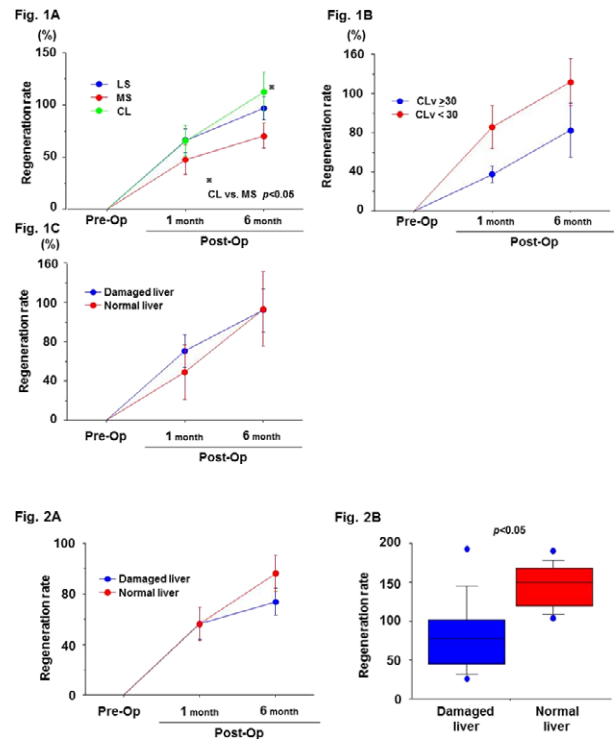 Fig. 1A
(%)
150
100
50
0
Regeneration rate
LS
MS
CL
*
*
CL vs. MS p<0.05
Pre-Op
1 month
6 month
Post-Op
Fig. 1B
(%)
160
120
80
40
0
Regeneration rate
CLv ≥30
CLv < 30
Pre-Op
1 month
6 month
Post-Op
Fig. 1C
(%)
160
100
80
40
0
Regeneration rate
Damaged liver
Normal liver
Pre-Op
1 month
6 month
Post-Op
Fig. 2A
100
80
40
0
Regeneration rate
Damaged liver
Normal liver
Pre-Op
1 month
6 month
Post-Op
Fig. 2B
p<0.05
200
150
100
50
0
Regeneration rate
Damaged
liver
Normal
liver